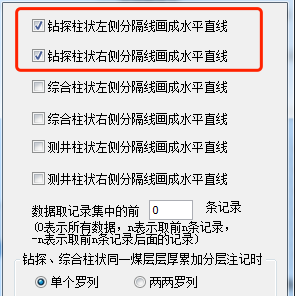 钻探柱状左侧分隔线画成水平直线
钻探柱状右侧分隔线画成水平直线
综合柱状左侧分隔线画成水平直线
综合柱状右侧分隔线画成水平直线
测井柱状左侧分隔线画成水平直线
测井柱状右侧分隔线画成水平直线
数据取记录集中的前 0 条记录
(0表示所有数据，n表示取前n条记录，
-n表示取前n条记录后面的记录)
钻探、综合柱状同一煤层层厚累加分层注记时
单个罗列 两两罗列